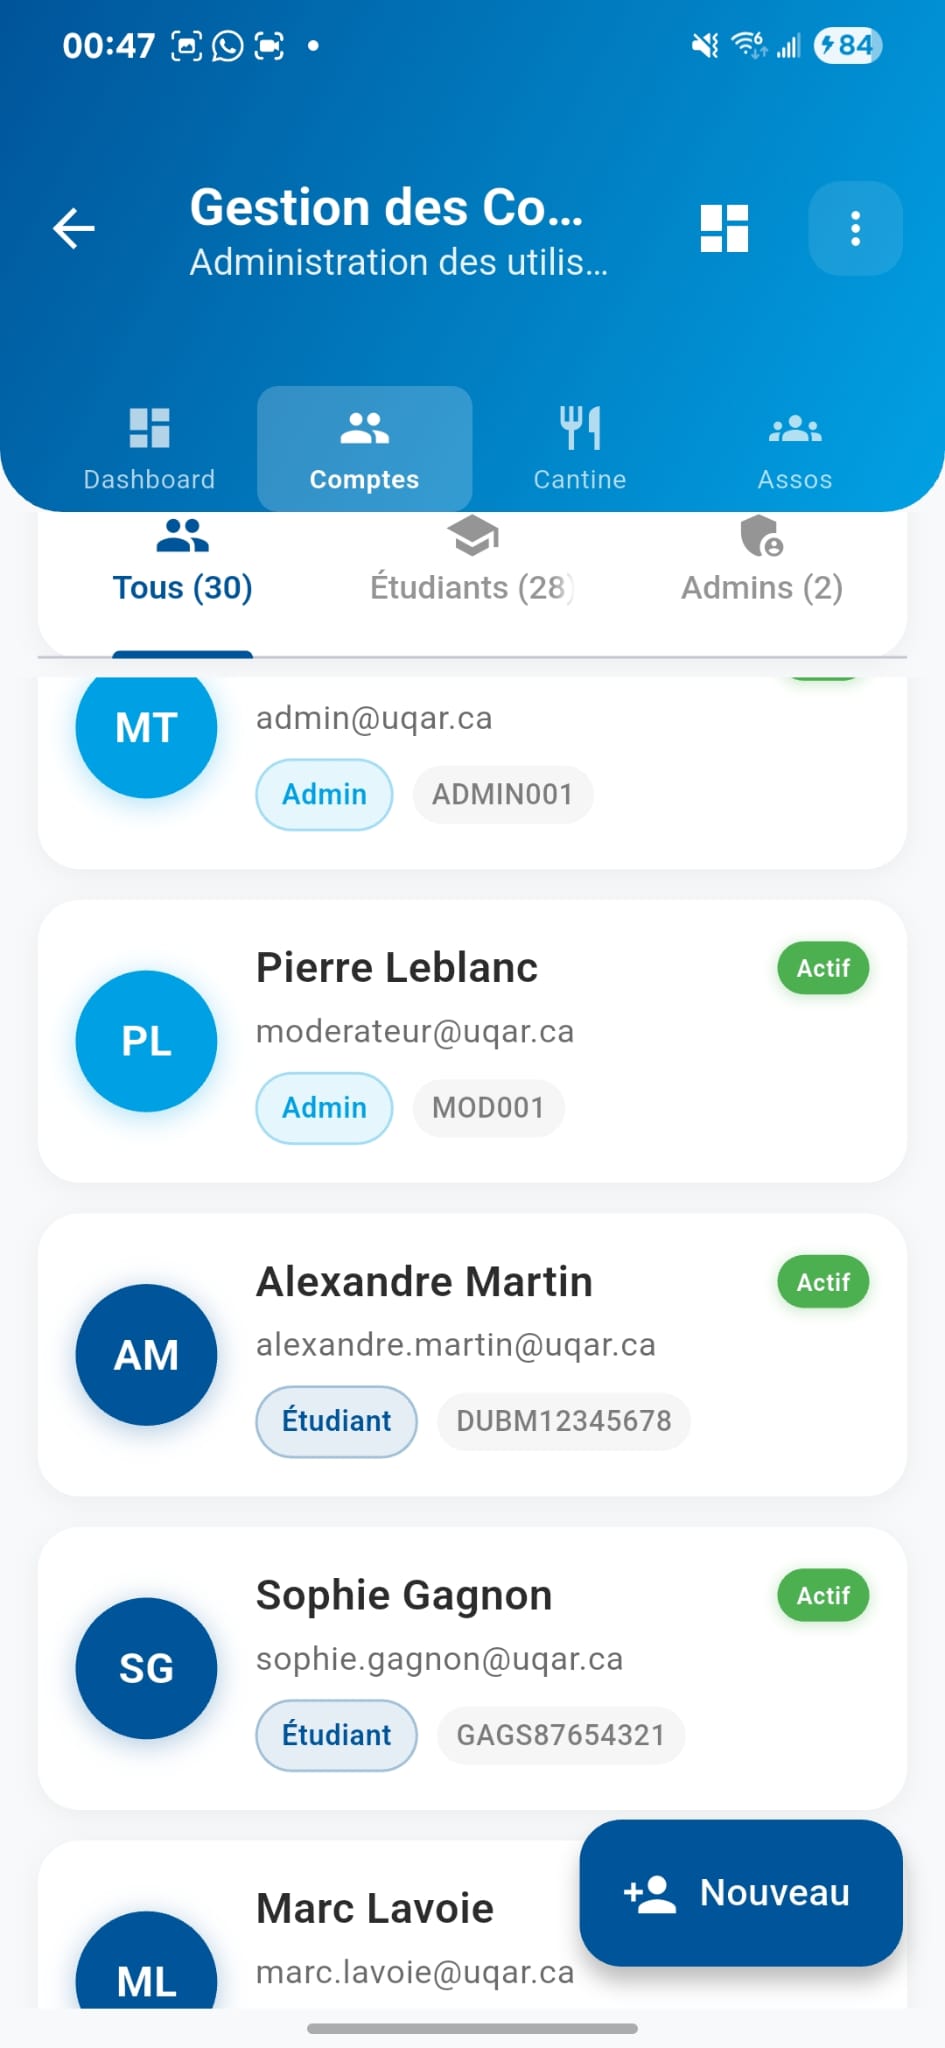 00:47
6
84
Gestion des Co...
Administration des utilis...
Dashboard
Comptes
Cantine
Assos
Tous (30)
Étudiants (28)
Admins (2)
MT
admin@uqar.ca
Admin
ADMIN001
Pierre Leblanc
Actif
PL
moderateur@uqar.ca
Admin
MOD001
Alexandre Martin
Actif
AM
alexandre.martin@uqar.ca
Étudiant
DUBM12345678
Sophie Gagnon
Actif
SG
sophie.gagnon@uqar.ca
Étudiant
GAGS87654321
Marc Lavoie
Nouveau
ML
marc.lavoie@uqar.ca